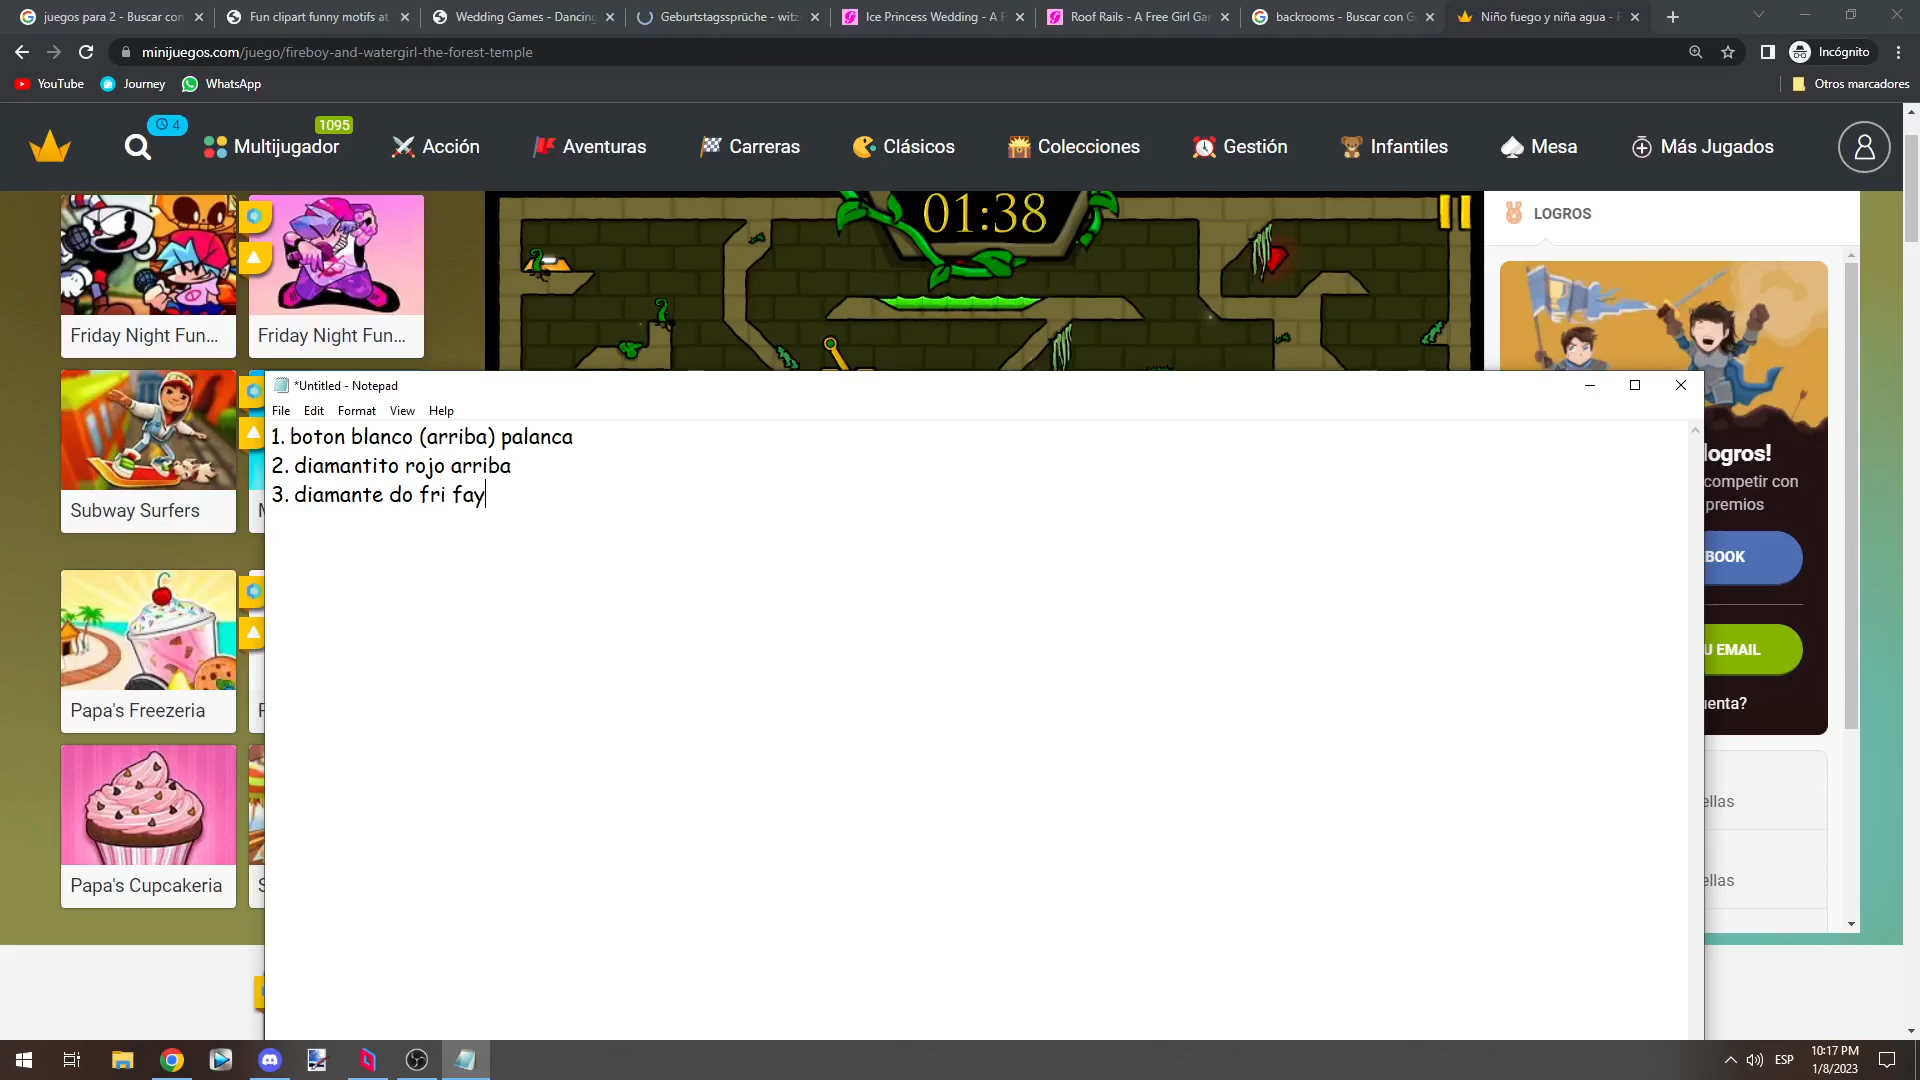 juegos para 2 - Buscar con
Fun clipart funny motifs at
Wedding Games - Dancing
Geburtstagssprüche - witz
Ice Princess Wedding - A F
Roof Rails - A Free Girl Gar
backrooms - Buscar con G
Niño fuego y niña agua - F
minijuegos.com/juego/fireboy-and-watergirl-the-forest-temple
Incógnito
YouTube
Journey
WhatsApp
Otros marcadores
4
1095
Multijugador
Acción
Aventuras
Carreras
Clásicos
Colecciones
Gestión
Infantiles
Mesa
Más Jugados
01:38
LOGROS
Friday Night Fun...
Friday Night Fun...
*Untitled - Notepad
File
Edit
Format
View
Help
1. boton blanco (arriba) palanca
2. diamantito rojo arriba
3. diamante do fri fay
logros!
competir con
premios
BOOK
U EMAIL
enta?
ellas
ellas
Subway Surfers
Papa's Freezeria
Papa's Cupcakeria
ESP
10:17 PM
1/8/2023